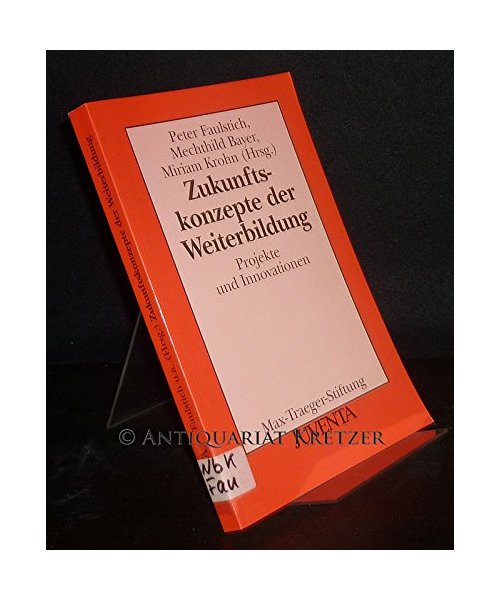 Peter Faulstich,
Mechthild Bayer,
Miriam Krohn (Hrsg.)
Zukunfts-
konzepte der
Weiterbildung
Projekte
und Innovationen
Max-Traeger-Stiftung
JUVENTA
Faulstich u.a. (Hrsg.) Zukunftskonzepte der Weiterbildung
NbK
Fau
© ANTIQUARIAT KRETZER